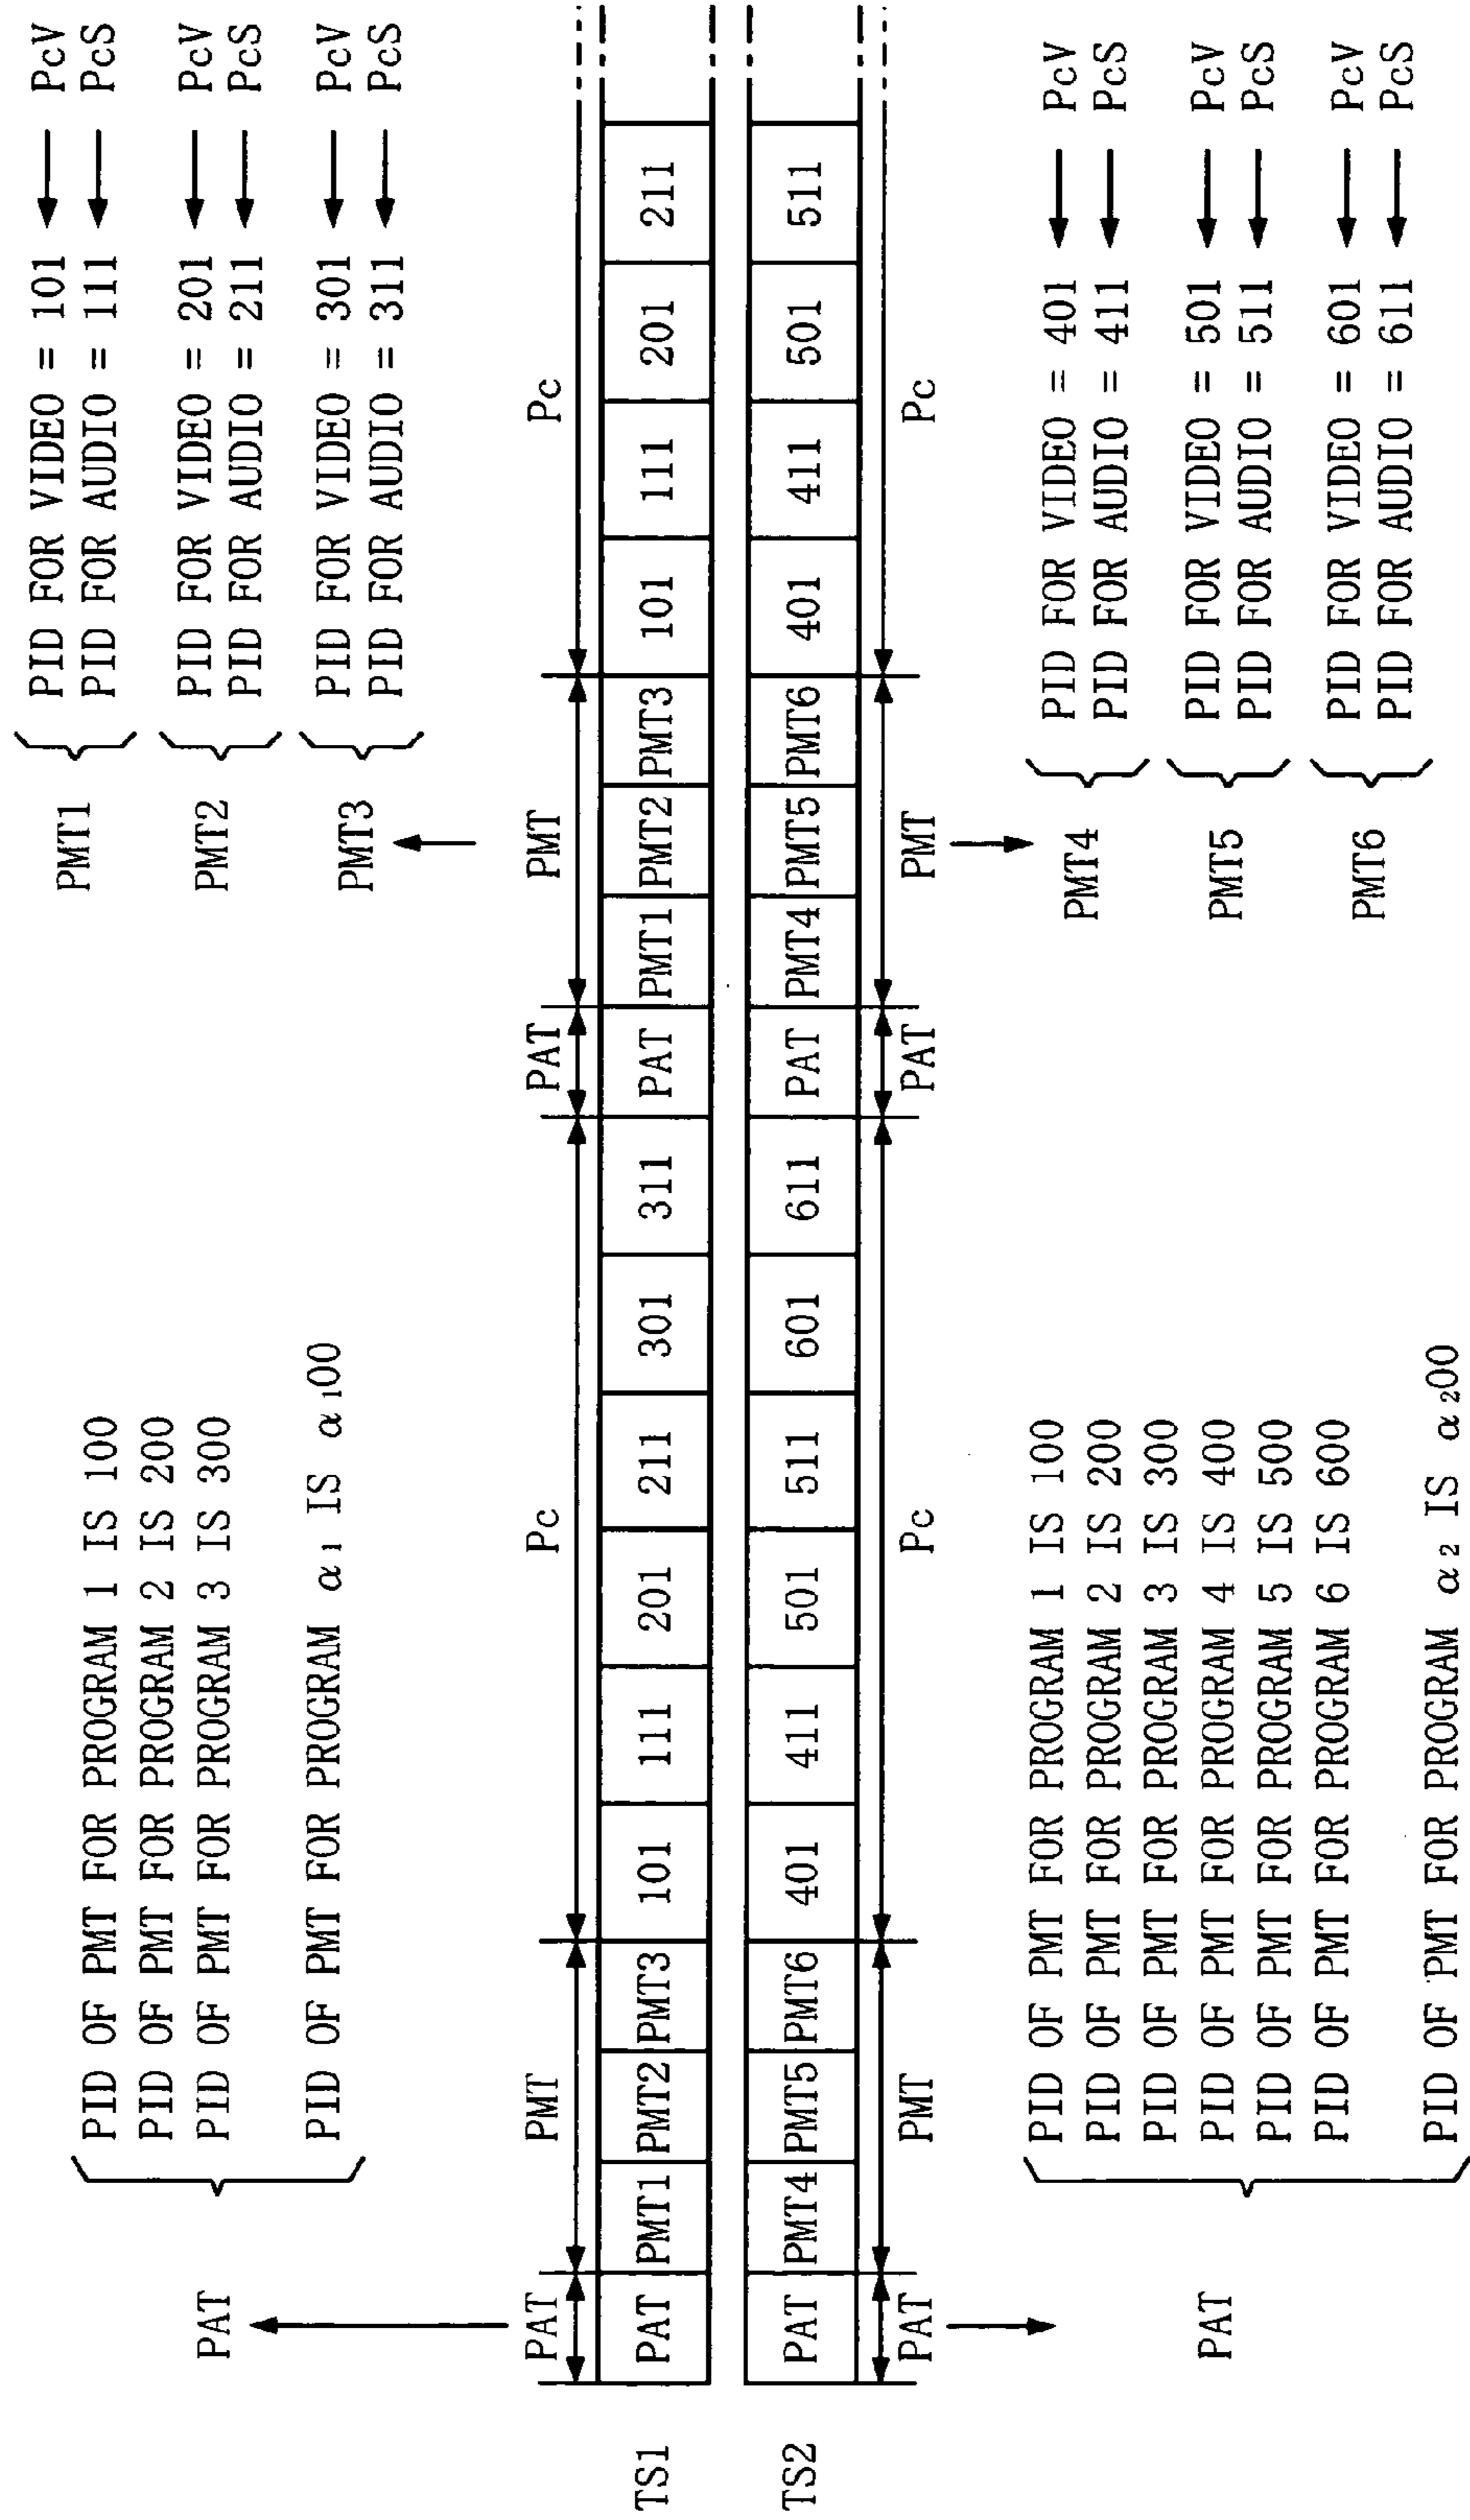 PAT
PID OF PMT FOR PROGRAM 1 IS 100
PID OF PMT FOR PROGRAM 2 IS 200
PID OF PMT FOR PROGRAM 3 IS 300
PID OF PMT FOR PROGRAM α1 IS α100
PMT1
PID FOR VIDEO = 101 PcV
PID FOR AUDIO = 111 PcS
PMT2
PID FOR VIDEO = 201 PcV
PID FOR AUDIO = 211 PcS
PMT3
PID FOR VIDEO = 301 PcV
PID FOR AUDIO = 311 PcS
PAT PMT Pc PAT PMT Pc
TS1 PAT PMT1 PMT2 PMT3 101 111 201 211 301 311 PAT PMT1 PMT2 PMT3 101 111 201 211
TS2 PAT PMT4 PMT5 PMT6 401 411 501 511 601 611 PAT PMT4 PMT5 PMT6 401 411 501 511
PAT PMT Pc PAT PMT Pc
PAT
PID OF PMT FOR PROGRAM 1 IS 100
PID OF PMT FOR PROGRAM 2 IS 200
PID OF PMT FOR PROGRAM 3 IS 300
PID OF PMT FOR PROGRAM 4 IS 400
PID OF PMT FOR PROGRAM 5 IS 500
PID OF PMT FOR PROGRAM 6 IS 600
PID OF PMT FOR PROGRAM α2 IS α200
PMT4
PID FOR VIDEO = 401 PcV
PID FOR AUDIO = 411 PcS
PMT5
PID FOR VIDEO = 501 PcV
PID FOR AUDIO = 511 PcS
PMT6
PID FOR VIDEO = 601 PcV
PID FOR AUDIO = 611 PcS